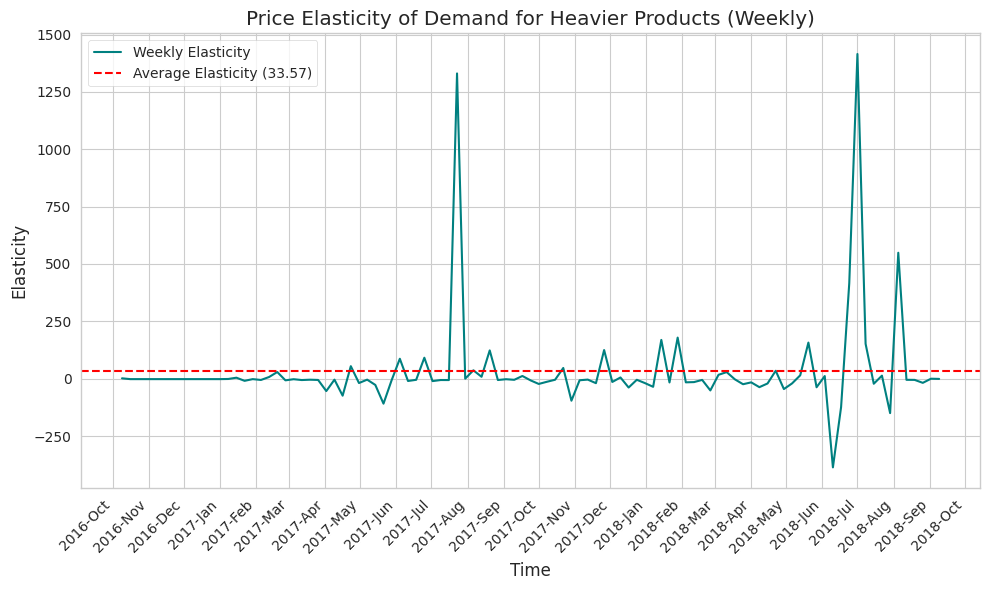 Price Elasticity of Demand for Heavier Products (Weekly)
Weekly Elasticity
Average Elasticity (33.57)
Elasticity
1500
1250
1000
750
500
250
0
−250
2016-Oct
2016-Nov
2016-Dec
2017-Jan
2017-Feb
2017-Mar
2017-Apr
2017-May
2017-Jun
2017-Jul
2017-Aug
2017-Sep
2017-Oct
2017-Nov
2017-Dec
2018-Jan
2018-Feb
2018-Mar
2018-Apr
2018-May
2018-Jun
2018-Jul
2018-Aug
2018-Sep
2018-Oct
Time